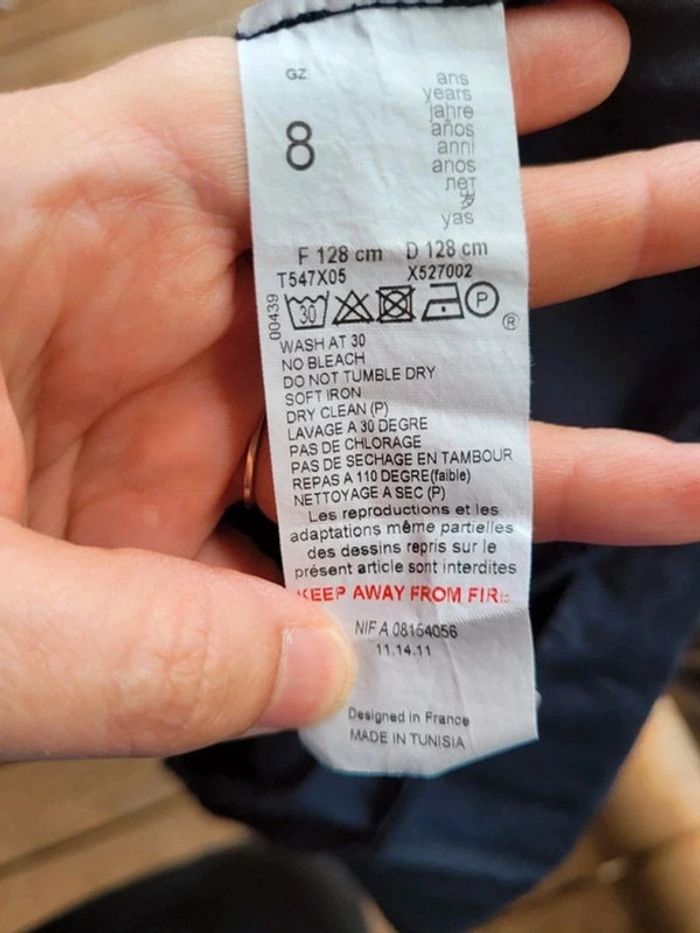 GZ
8
ans
years
jahre
años
anni
anos
лет
岁
yas
F 128 cm D 128 cm
T547X05 X527002
00439
30
P
®
WASH AT 30
NO BLEACH
DO NOT TUMBLE DRY
SOFT IRON
DRY CLEAN (P)
LAVAGE A 30 DEGRE
PAS DE CHLORAGE
PAS DE SECHAGE EN TAMBOUR
REPAS A 110 DEGRE(faible)
NETTOYAGE A SEC (P)
Les reproductions et les
adaptations même partielles
des dessins repris sur le
présent article sont interdites
KEEP AWAY FROM FIR
NIF A 08164056
11.14.11
Designed in France
MADE IN TUNISIA